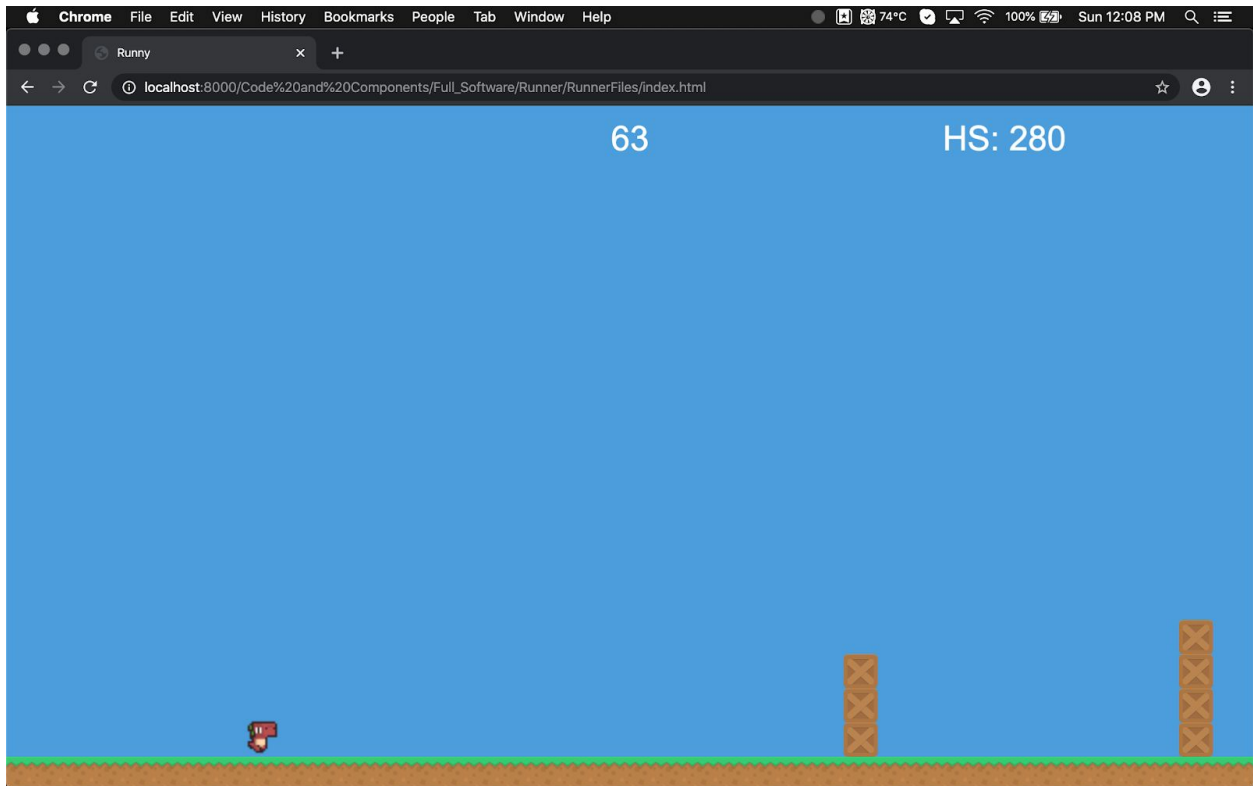 Chrome File Edit View History Bookmarks People Tab Window Help 74°C 100% Sun 12:08 PM
Runny
localhost:8000/Code%20and%20Components/Full_Software/Runner/RunnerFiles/index.html
63 HS: 280